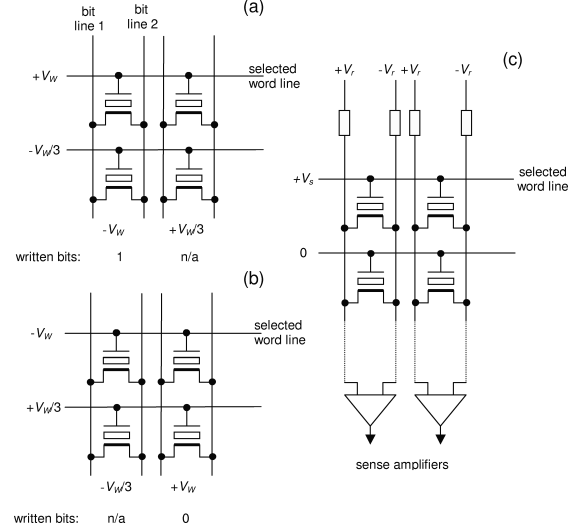 (a)
bit
line 1
bit
line 2
+V_W
selected
word line
-V_W/3
-V_W
+V_W/3
written bits: 1 n/a
(b)
-V_W
selected
word line
+V_W/3
-V_W/3
+V_W
written bits: n/a 0
(c)
+V_r -V_r +V_r -V_r
+V_s
selected
word line
0
sense amplifiers